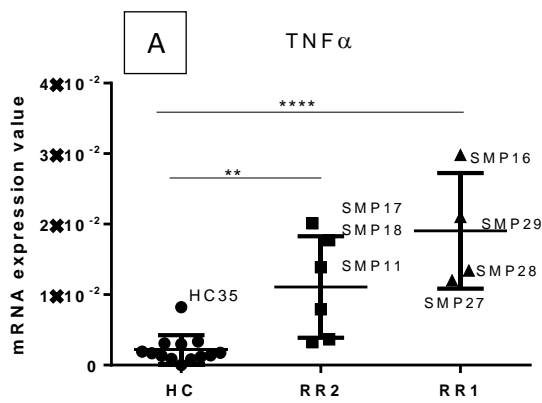 A
TNFα
mRNA expression value
4✖10⁻²
3✖10⁻²
2✖10⁻²
1✖10⁻²
0
****
**
HC35
SMP17
SMP18
SMP11
SMP16
SMP29
SMP28
SMP27
HC
RR2
RR1